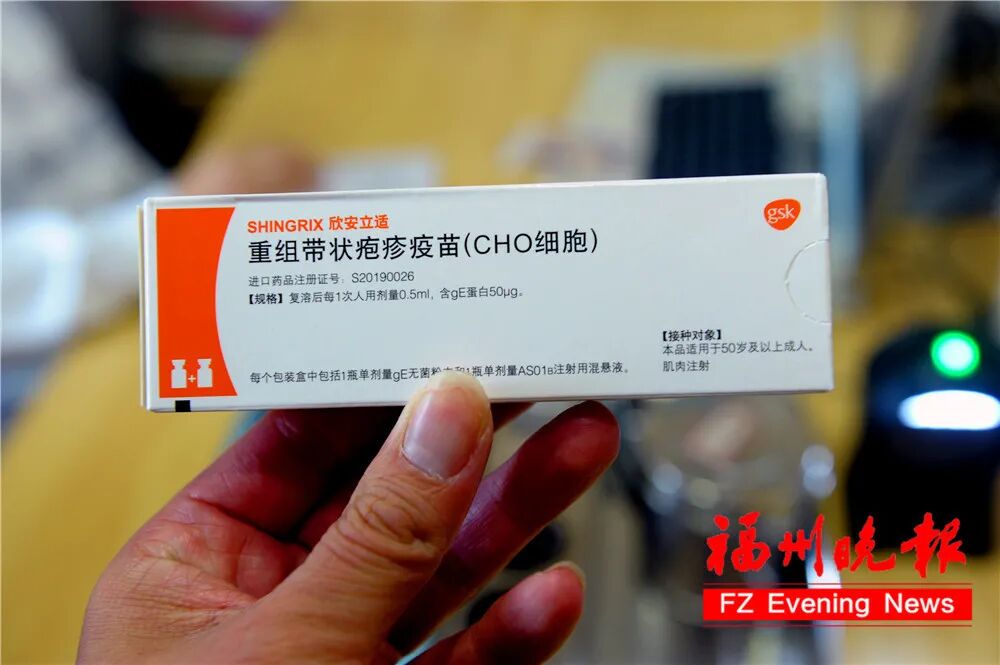 SHINGRIX 欣安立适
重组带状疱疹疫苗(CHO细胞)
进口药品注册证号：S20190026
【规格】复溶后每1次人用剂量0.5ml，含gE蛋白50μg。
gsk
【接种对象】
本品适用于50岁及以上成人。
肌肉注射
每个包装盒中包括1瓶单剂量gE无菌粉 和1瓶单剂量AS01B注射用混悬液。
福州晚报
FZ Evening News